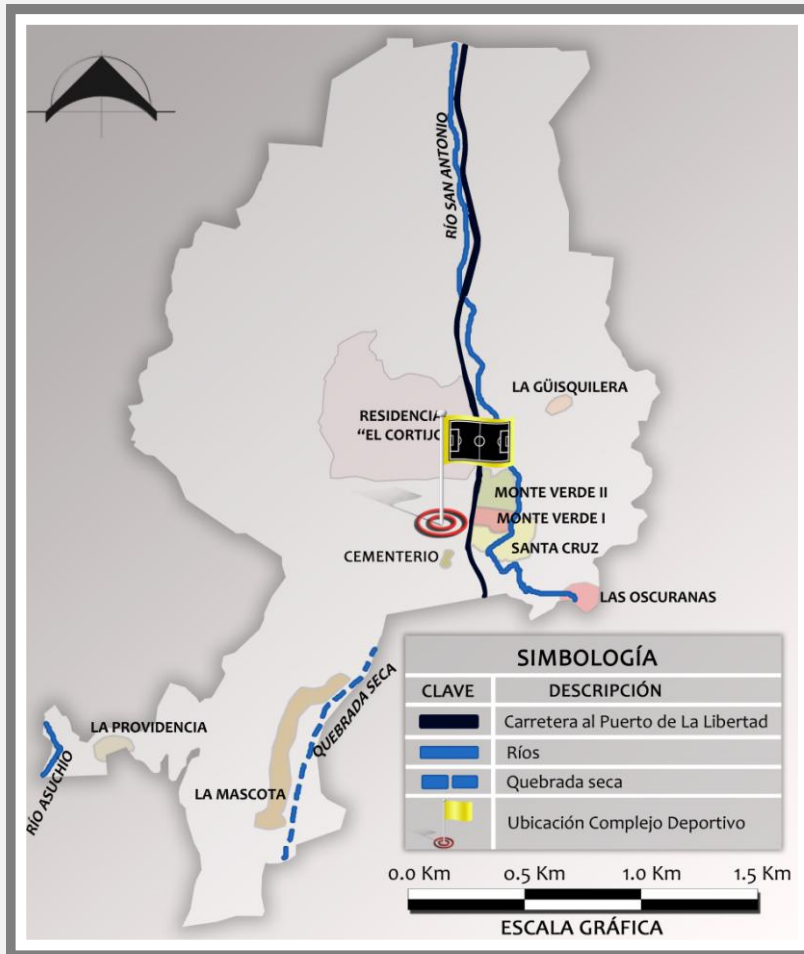 RÍO SAN ANTONIO
LA GÜISQUILERA
RESIDENCIA
"EL CORTIJO
MONTE VERDE II
MONTE VERDE I
SANTA CRUZ
CEMENTERIO
LAS OSCURANAS
QUEBRADA SECA
LA PROVIDENCIA
RÍO ASUCHIO
LA MASCOTA
SIMBOLOGÍA
CLAVE DESCRIPCIÓN
Carretera al Puerto de La Libertad
Ríos
Quebrada seca
Ubicación Complejo Deportivo
0.0 Km 0.5 Km 1.0 Km 1.5 Km
ESCALA GRÁFICA